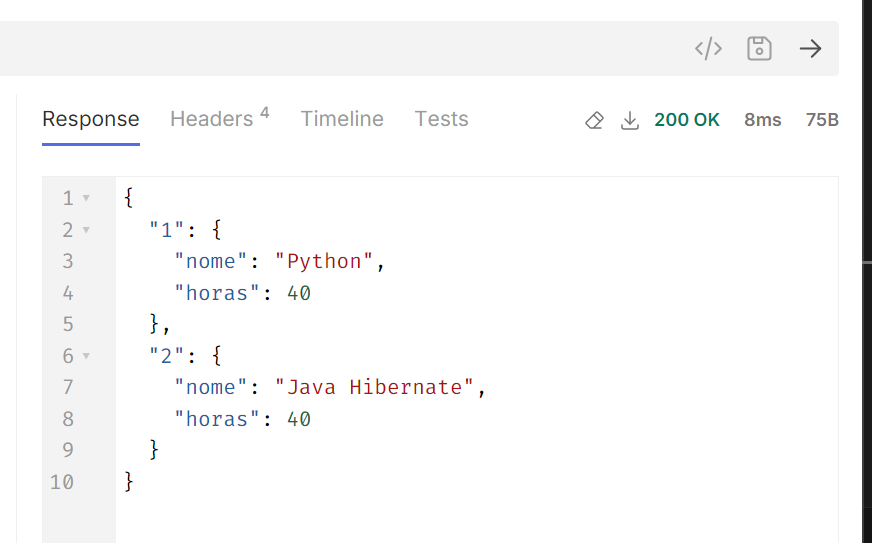 Response Headers 4 Timeline Tests 200 OK 8ms 75B
1 {
2 "1": {
3 "nome": "Python",
4 "horas": 40
5 },
6 "2": {
7 "nome": "Java Hibernate",
8 "horas": 40
9 }
10 }